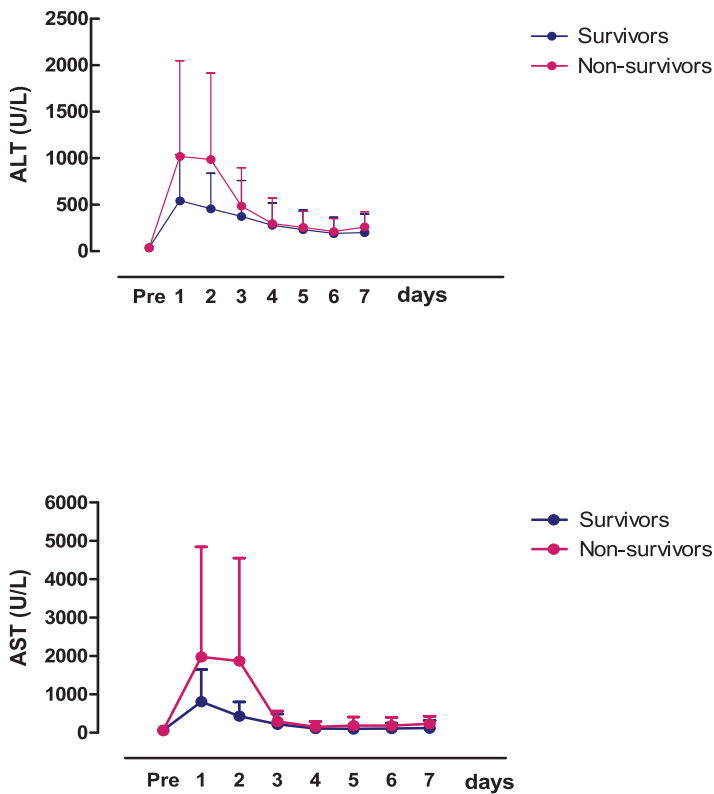 2500
2000
1500
1000
500
0
ALT (U/L)
Survivors
Non-survivors
Pre 1 2 3 4 5 6 7 days
6000
5000
4000
3000
2000
1000
0
AST (U/L)
Survivors
Non-survivors
Pre 1 2 3 4 5 6 7 days